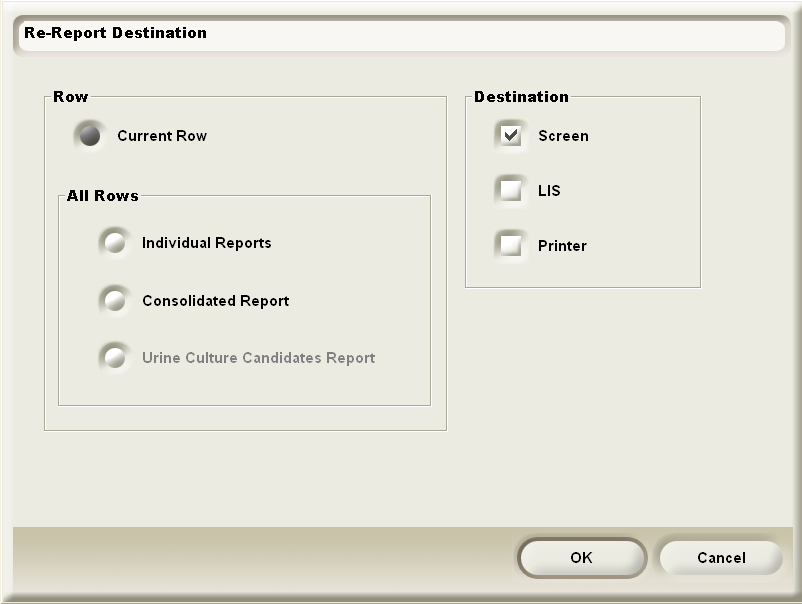 Re-Report Destination
Row
Current Row
All Rows
Individual Reports
Consolidated Report
Urine Culture Candidates Report
Destination
Screen
LIS
Printer
OK
Cancel